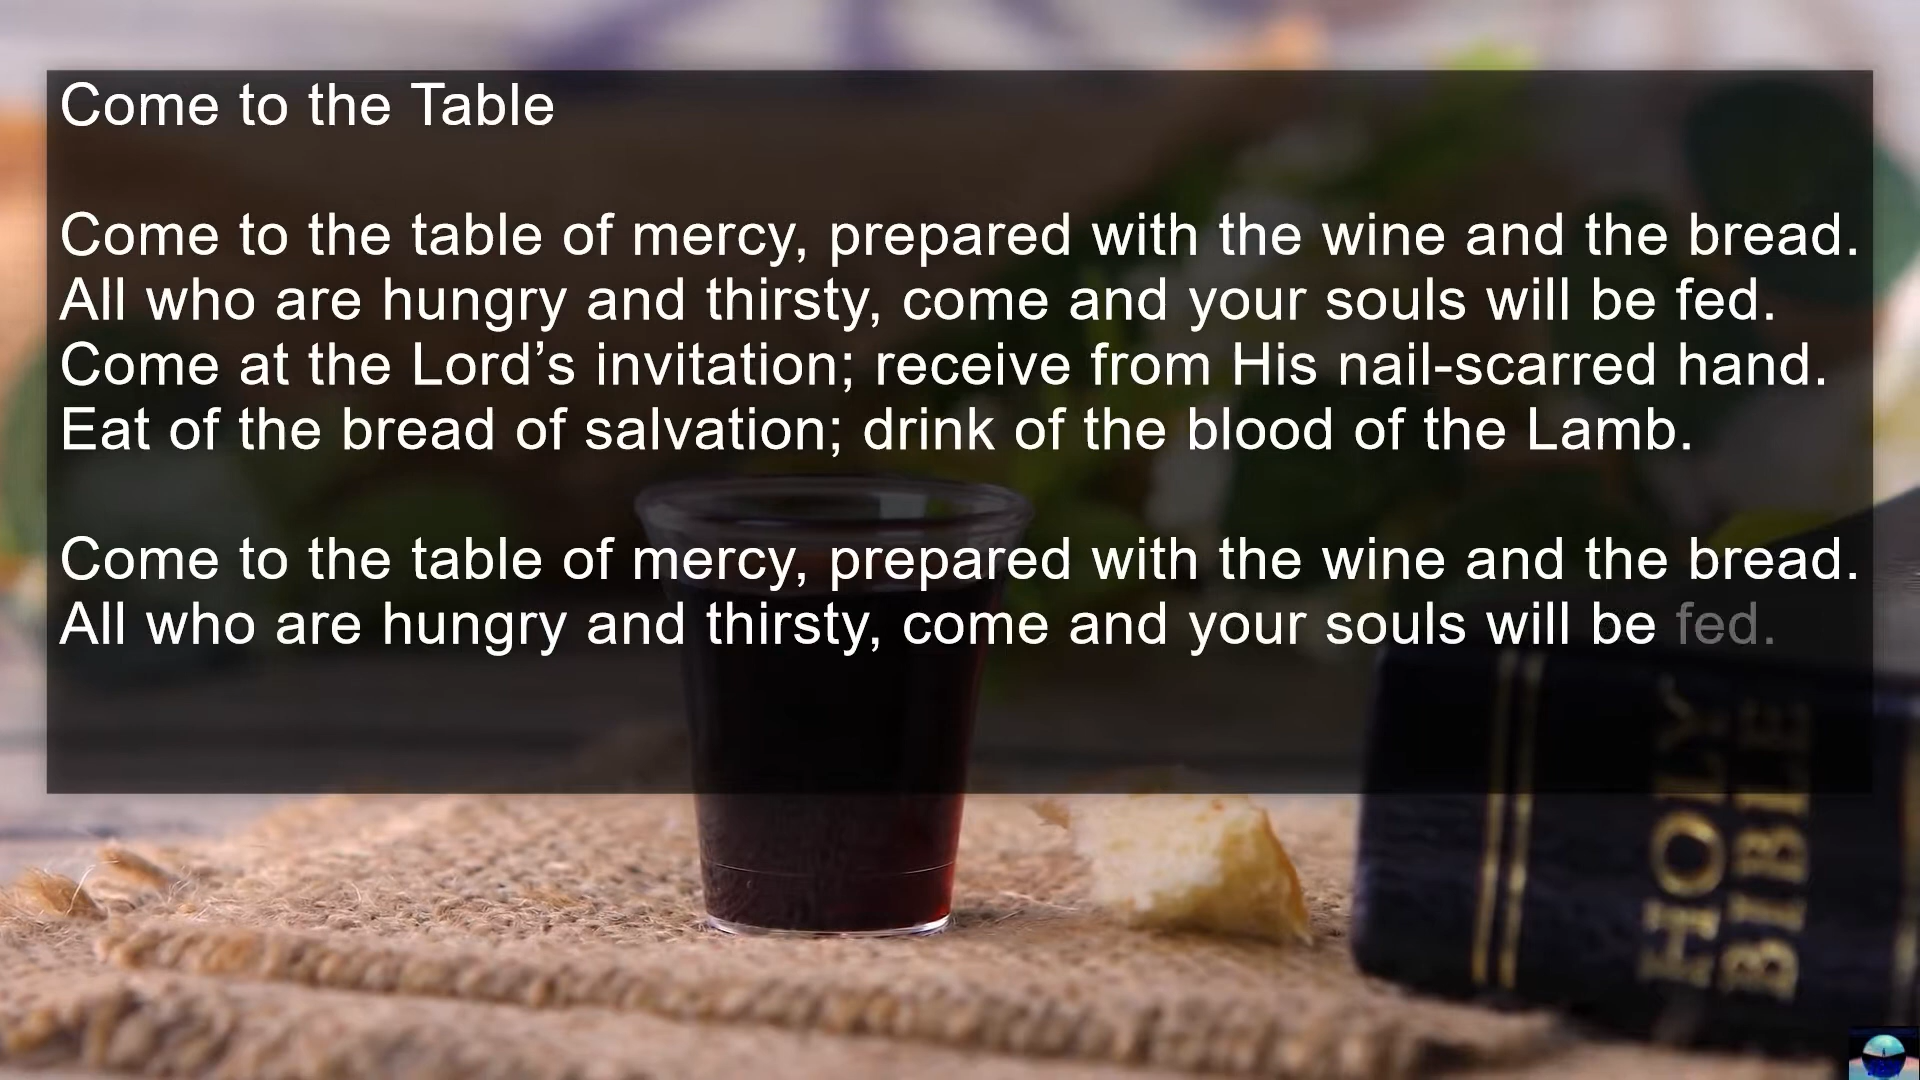 Come to the Table
Come to the table of mercy, prepared with the wine and the bread.
All who are hungry and thirsty, come and your souls will be fed.
Come at the Lord’s invitation; receive from His nail-scarred hand.
Eat of the bread of salvation; drink of the blood of the Lamb.
Come to the table of mercy, prepared with the wine and the bread.
All who are hungry and thirsty, come and your souls will be fed.
HOLY
BIBLE